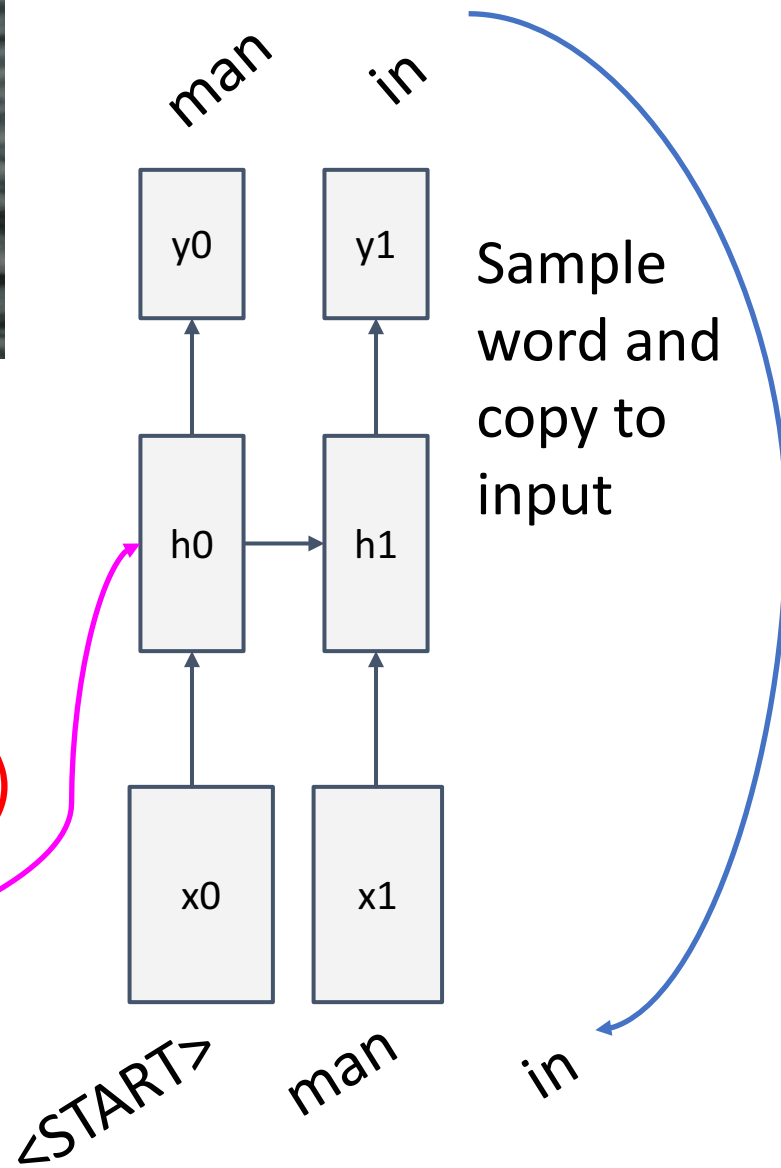 man in
y0 y1
Sample
word and
copy to
input
h0 h1
x0 x1
<START> man in